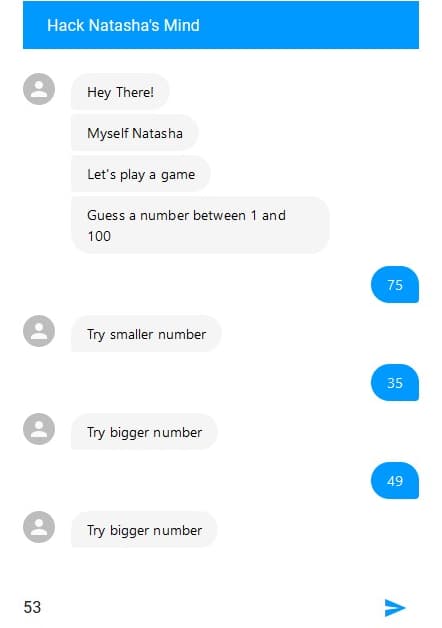 Hack Natasha's Mind
Hey There!
Myself Natasha
Let's play a game
Guess a number between 1 and
100
75
Try smaller number
35
Try bigger number
49
Try bigger number
53